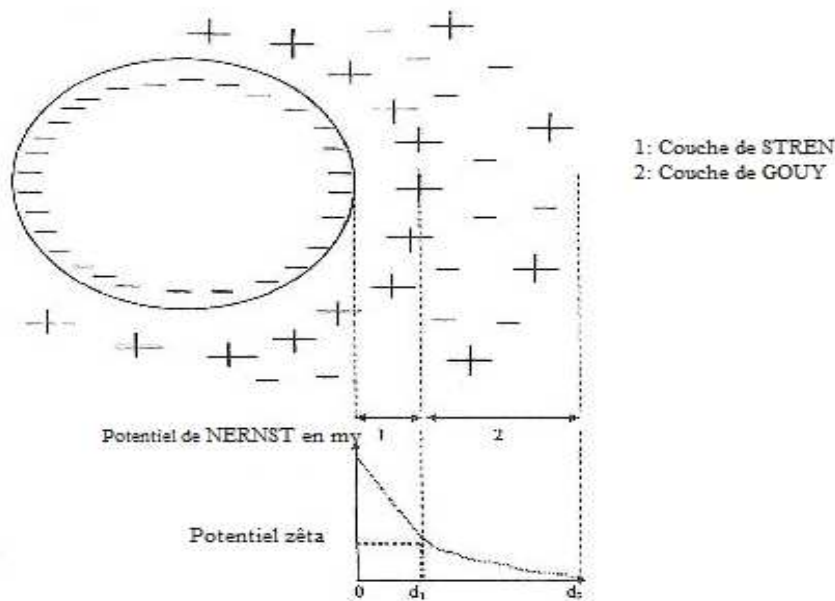 1: Couche de STREN
2: Couche de GOUY
Potentiel de NERNST en mv
1
2
Potentiel zêta
0
d1
d2